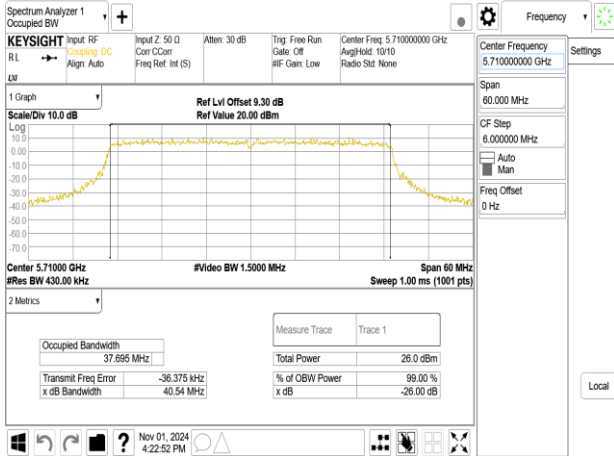 Spectrum Analyzer 1
Occupied BW
KEYSIGHT
RL
Input: RF
Coupling: DC
Align: Auto
Input Z: 50 Ω
Corr CCorr
Freq Ref: Int (S)
Atten: 30 dB
Trig: Free Run
Gate: Off
#IF Gain: Low
Center Freq: 5.710000000 GHz
Avg|Hold: 10/10
Radio Std: None
1 Graph
Scale/Div 10.0 dB
Ref Lvl Offset 9.30 dB
Ref Value 20.00 dBm
Log
10.0
0.00
-10.0
-20.0
-30.0
-40.0
-50.0
-60.0
-70.0
Center 5.71000 GHz
#Res BW 430.00 kHz
#Video BW 1.5000 MHz
Span 60 MHz
Sweep 1.00 ms (1001 pts)
2 Metrics
Measure Trace
Trace 1
Occupied Bandwidth
37.695 MHz
Total Power 26.0 dBm
Transmit Freq Error -36.375 kHz
% of OBW Power 99.00 %
x dB Bandwidth 40.54 MHz
x dB -26.00 dB
Nov 01, 2024
4:22:52 PM
Frequency
Center Frequency
5.710000000 GHz
Settings
Span
60.000 MHz
CF Step
6.000000 MHz
Auto
Man
Freq Offset
0 Hz
Local